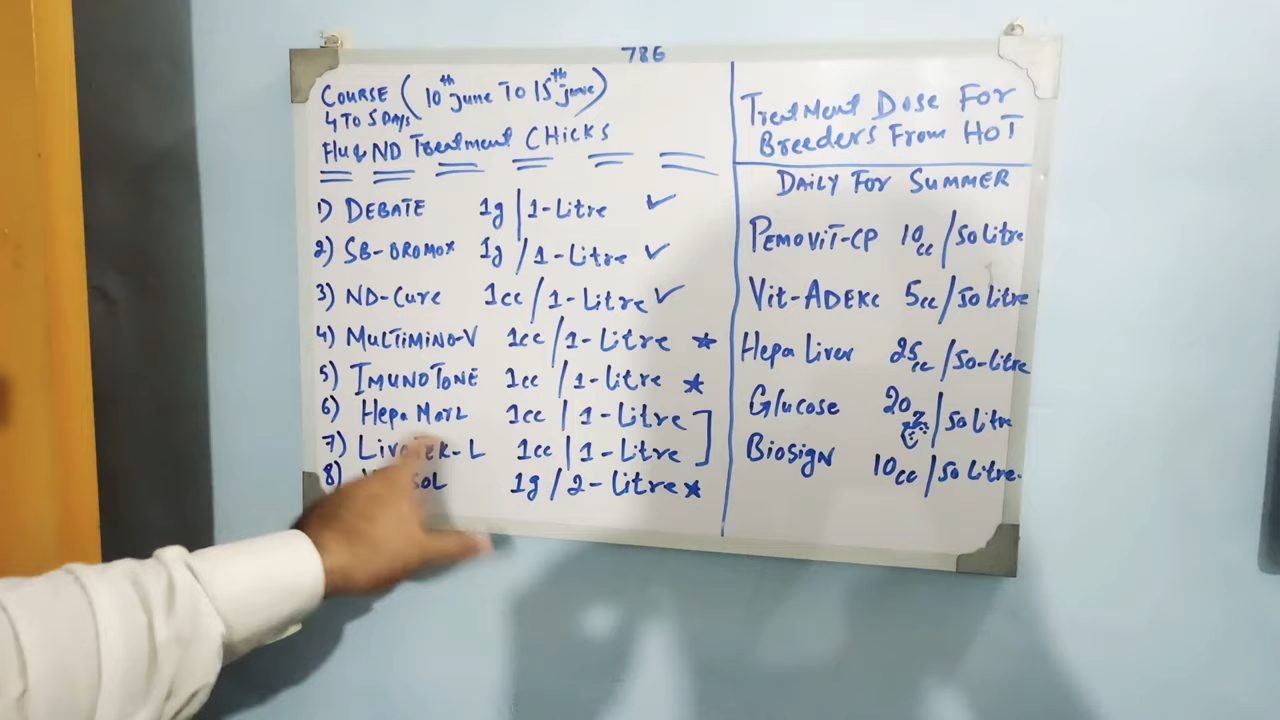 786
COURSE (10th June TO 15th June)
4 TO 5 DAYS
Flu & ND Treatment CHICKS
1) DEBATE 1g | 1-Litre ✓
2) SB-BROMOX 1g / 1-Litre ✓
3) ND-Cure 1cc / 1-Litre ✓
4) MULTIMINO-V 1cc / 1-Litre ★
5) IMUNOTONE 1cc / 1-Litre ★
6) Hepa MerL 1cc | 1-Litre
7) LivoTEK-L 1cc | 1-Litre
8) 1g / 2-Litre ★
Treatment Dose For
Breeders From HOT
DAILY FOR SUMMER
PEMOVIT-CP 10cc / 50 Litre
Vit-ADEKC 5cc / 50 Litre
Hepa Liver 25cc / 50-Litre
Glucose 20 / 50 Litre
Biosign 10cc / 50 Litre.